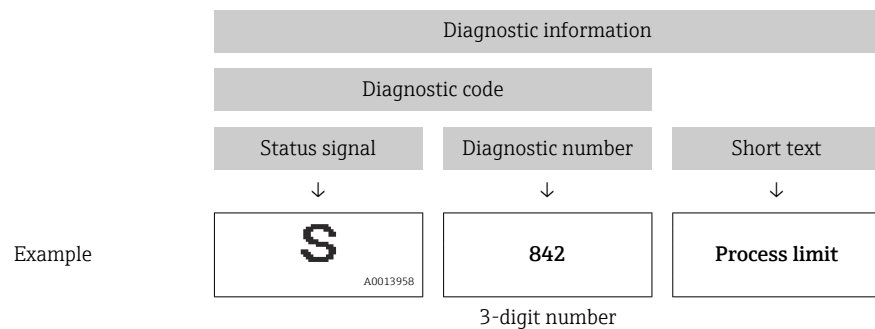 Diagnostic information
Diagnostic code
Status signal Diagnostic number Short text
↓ ↓ ↓
Example S 842 Process limit
A0013958
3-digit number